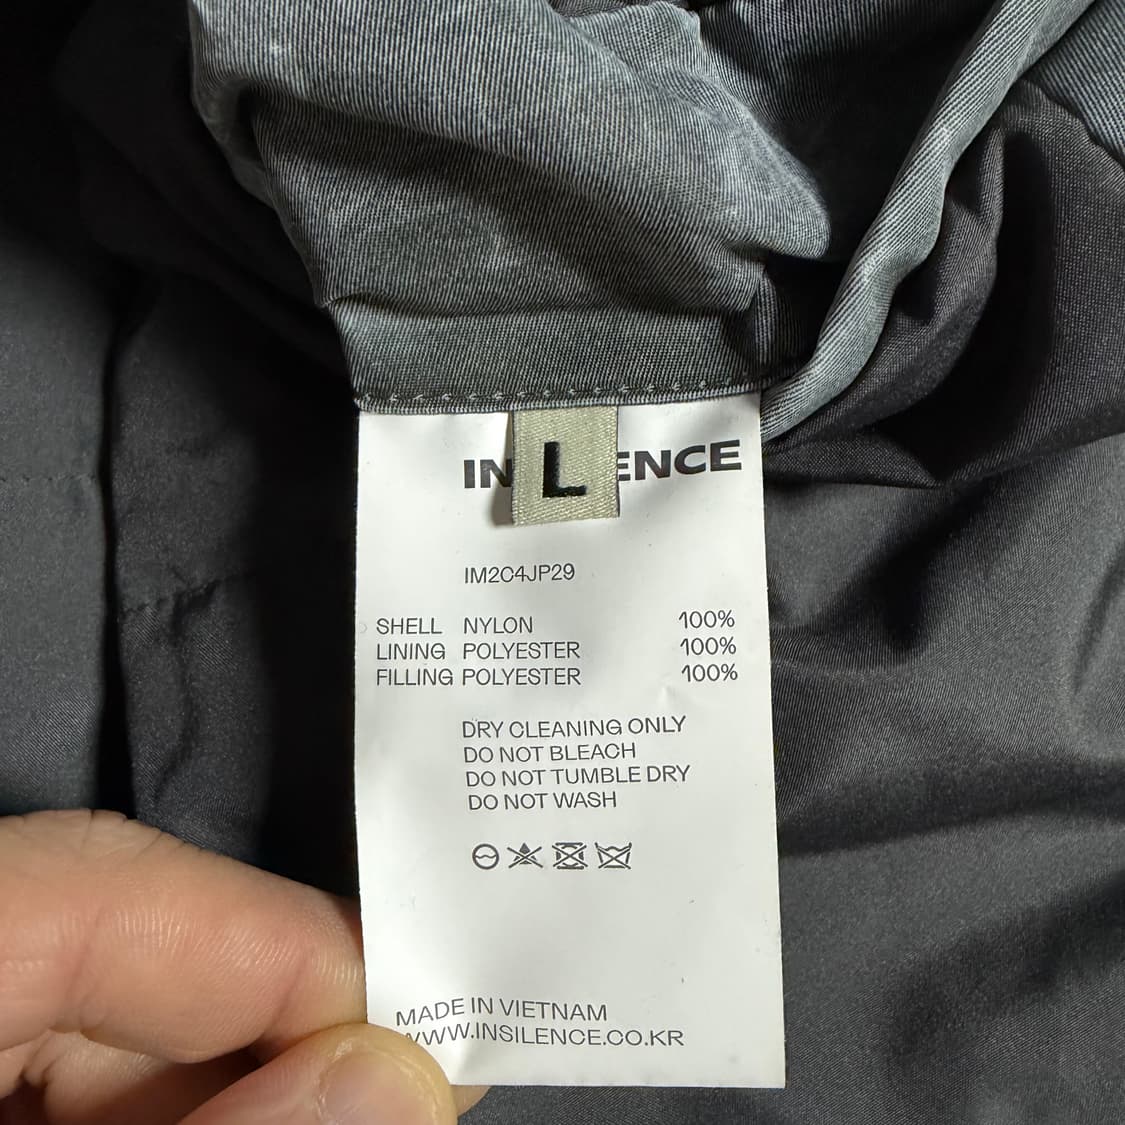 IN ENCE
L
IM2C4JP29
SHELL NYLON 100%
LINING POLYESTER 100%
FILLING POLYESTER 100%
DRY CLEANING ONLY
DO NOT BLEACH
DO NOT TUMBLE DRY
DO NOT WASH
MADE IN VIETNAM
WWW.INSILENCE.CO.KR